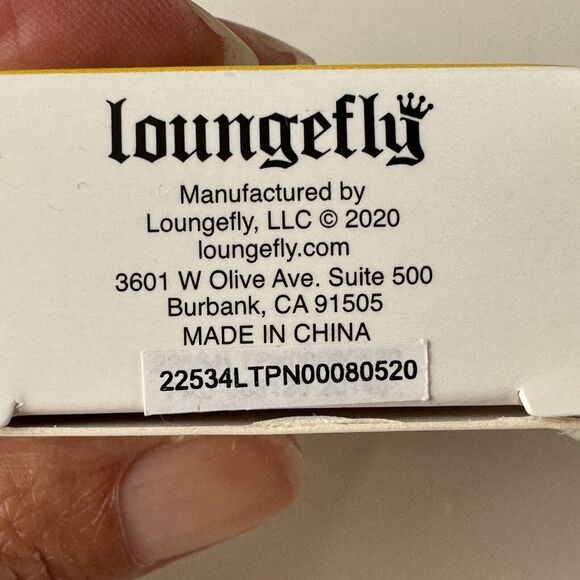 loungefly
Manufactured by
Loungefly, LLC © 2020
loungefly.com
3601 W Olive Ave. Suite 500
Burbank, CA 91505
MADE IN CHINA
22534LTPN00080520